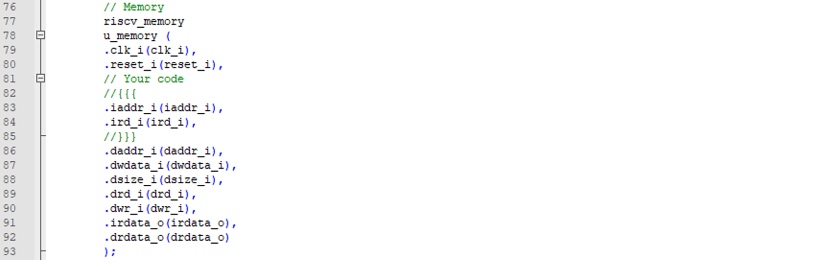 76 // Memory
77 riscv_memory
78 u_memory (
79 .clk_i(clk_i),
80 .reset_i(reset_i),
81 // Your code
82 //{{{
83 .iaddr_i(iaddr_i),
84 .ird_i(ird_i),
85 //}}}
86 .daddr_i(daddr_i),
87 .dwdata_i(dwdata_i),
88 .dsize_i(dsize_i),
89 .drd_i(drd_i),
90 .dwr_i(dwr_i),
91 .irdata_o(irdata_o),
92 .drdata_o(drdata_o)
93 );